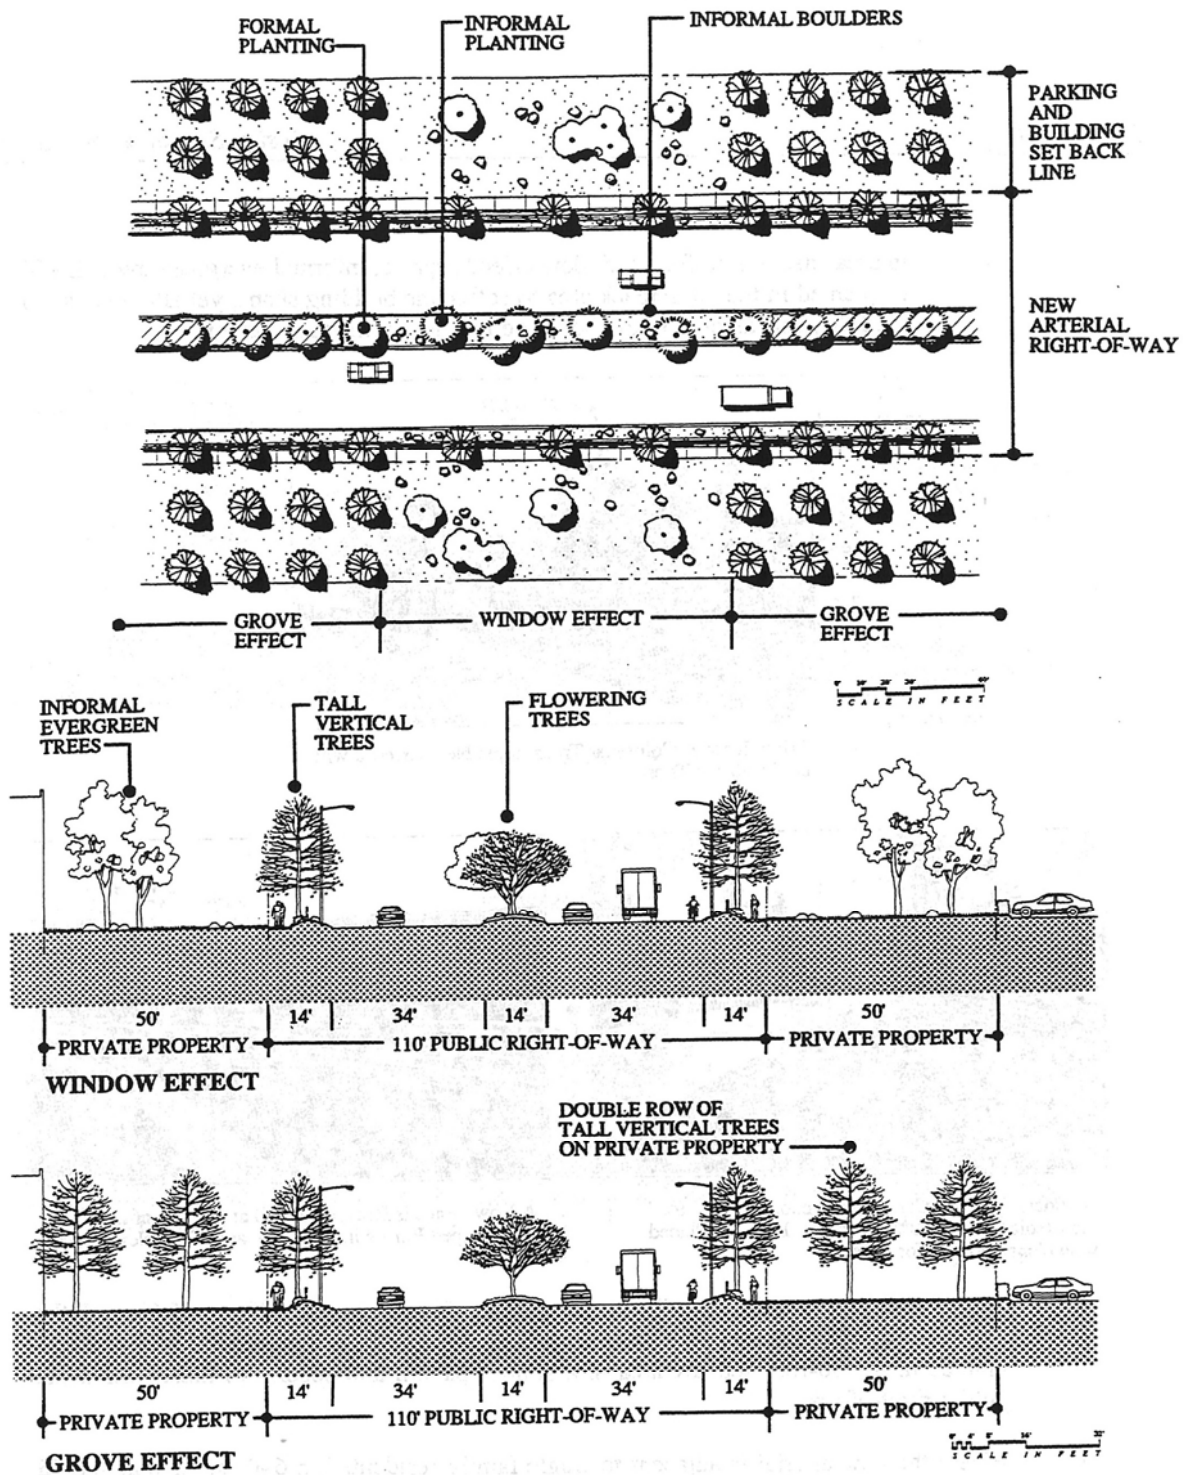 FORMAL
PLANTING
INFORMAL
PLANTING
INFORMAL BOULDERS
PARKING
AND
BUILDING
SET BACK
LINE
NEW
ARTERIAL
RIGHT-OF-WAY
GROVE
EFFECT
WINDOW EFFECT
GROVE
EFFECT
SCALE IN FEET
INFORMAL
EVERGREEN
TREES
TALL
VERTICAL
TREES
FLOWERING
TREES
50' 14' 34' 14' 34' 14' 50'
PRIVATE PROPERTY 110' PUBLIC RIGHT-OF-WAY PRIVATE PROPERTY
WINDOW EFFECT
DOUBLE ROW OF
TALL VERTICAL TREES
ON PRIVATE PROPERTY
50' 14' 34' 14' 34' 14' 50'
PRIVATE PROPERTY 110' PUBLIC RIGHT-OF-WAY PRIVATE PROPERTY
GROVE EFFECT
SCALE IN FEET